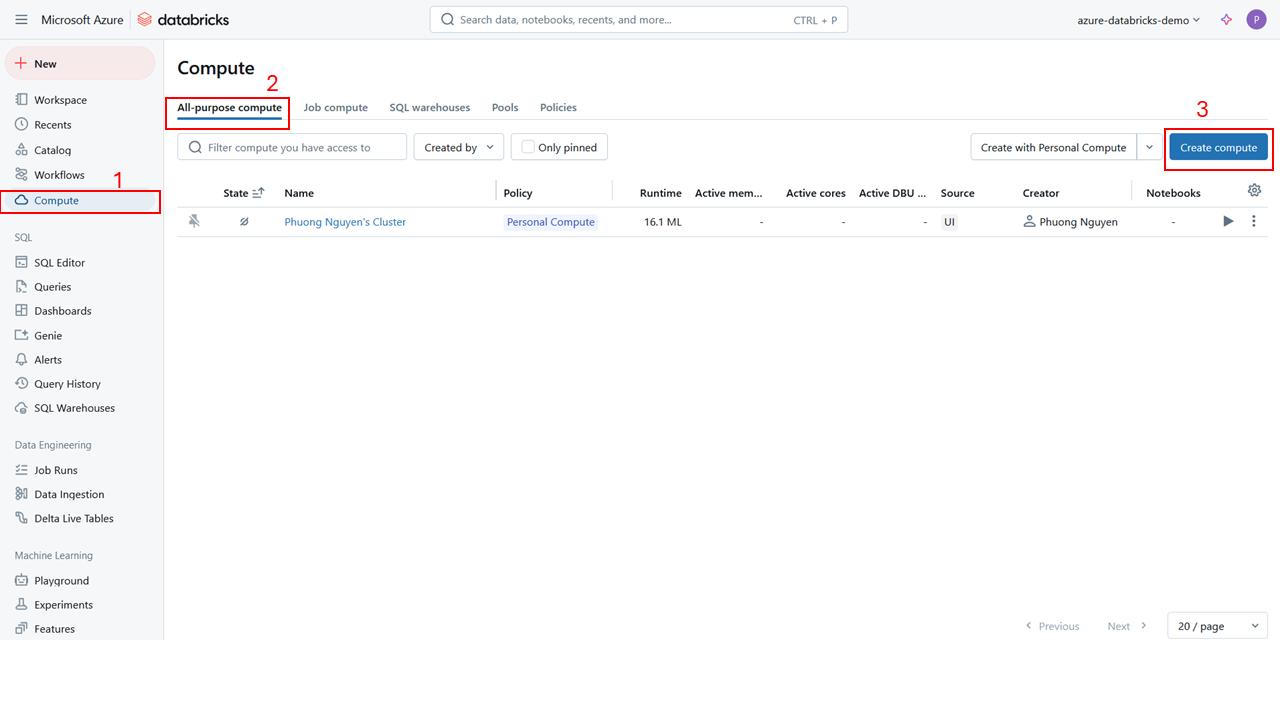 Microsoft Azure databricks Search data, notebooks, recents, and more... CTRL + P azure-databricks-demo P
New
Workspace
Recents
Catalog
Workflows
1
Compute
SQL
SQL Editor
Queries
Dashboards
Genie
Alerts
Query History
SQL Warehouses
Data Engineering
Job Runs
Data Ingestion
Delta Live Tables
Machine Learning
Playground
Experiments
Features
Compute
2
All-purpose compute Job compute SQL warehouses Pools Policies
3
Filter compute you have access to Created by Only pinned Create with Personal Compute Create compute
State Name Policy Runtime Active mem... Active cores Active DBU ... Source Creator Notebooks
Phuong Nguyen's Cluster Personal Compute 16.1 ML - - - UI Phuong Nguyen -
Previous Next 20 / page